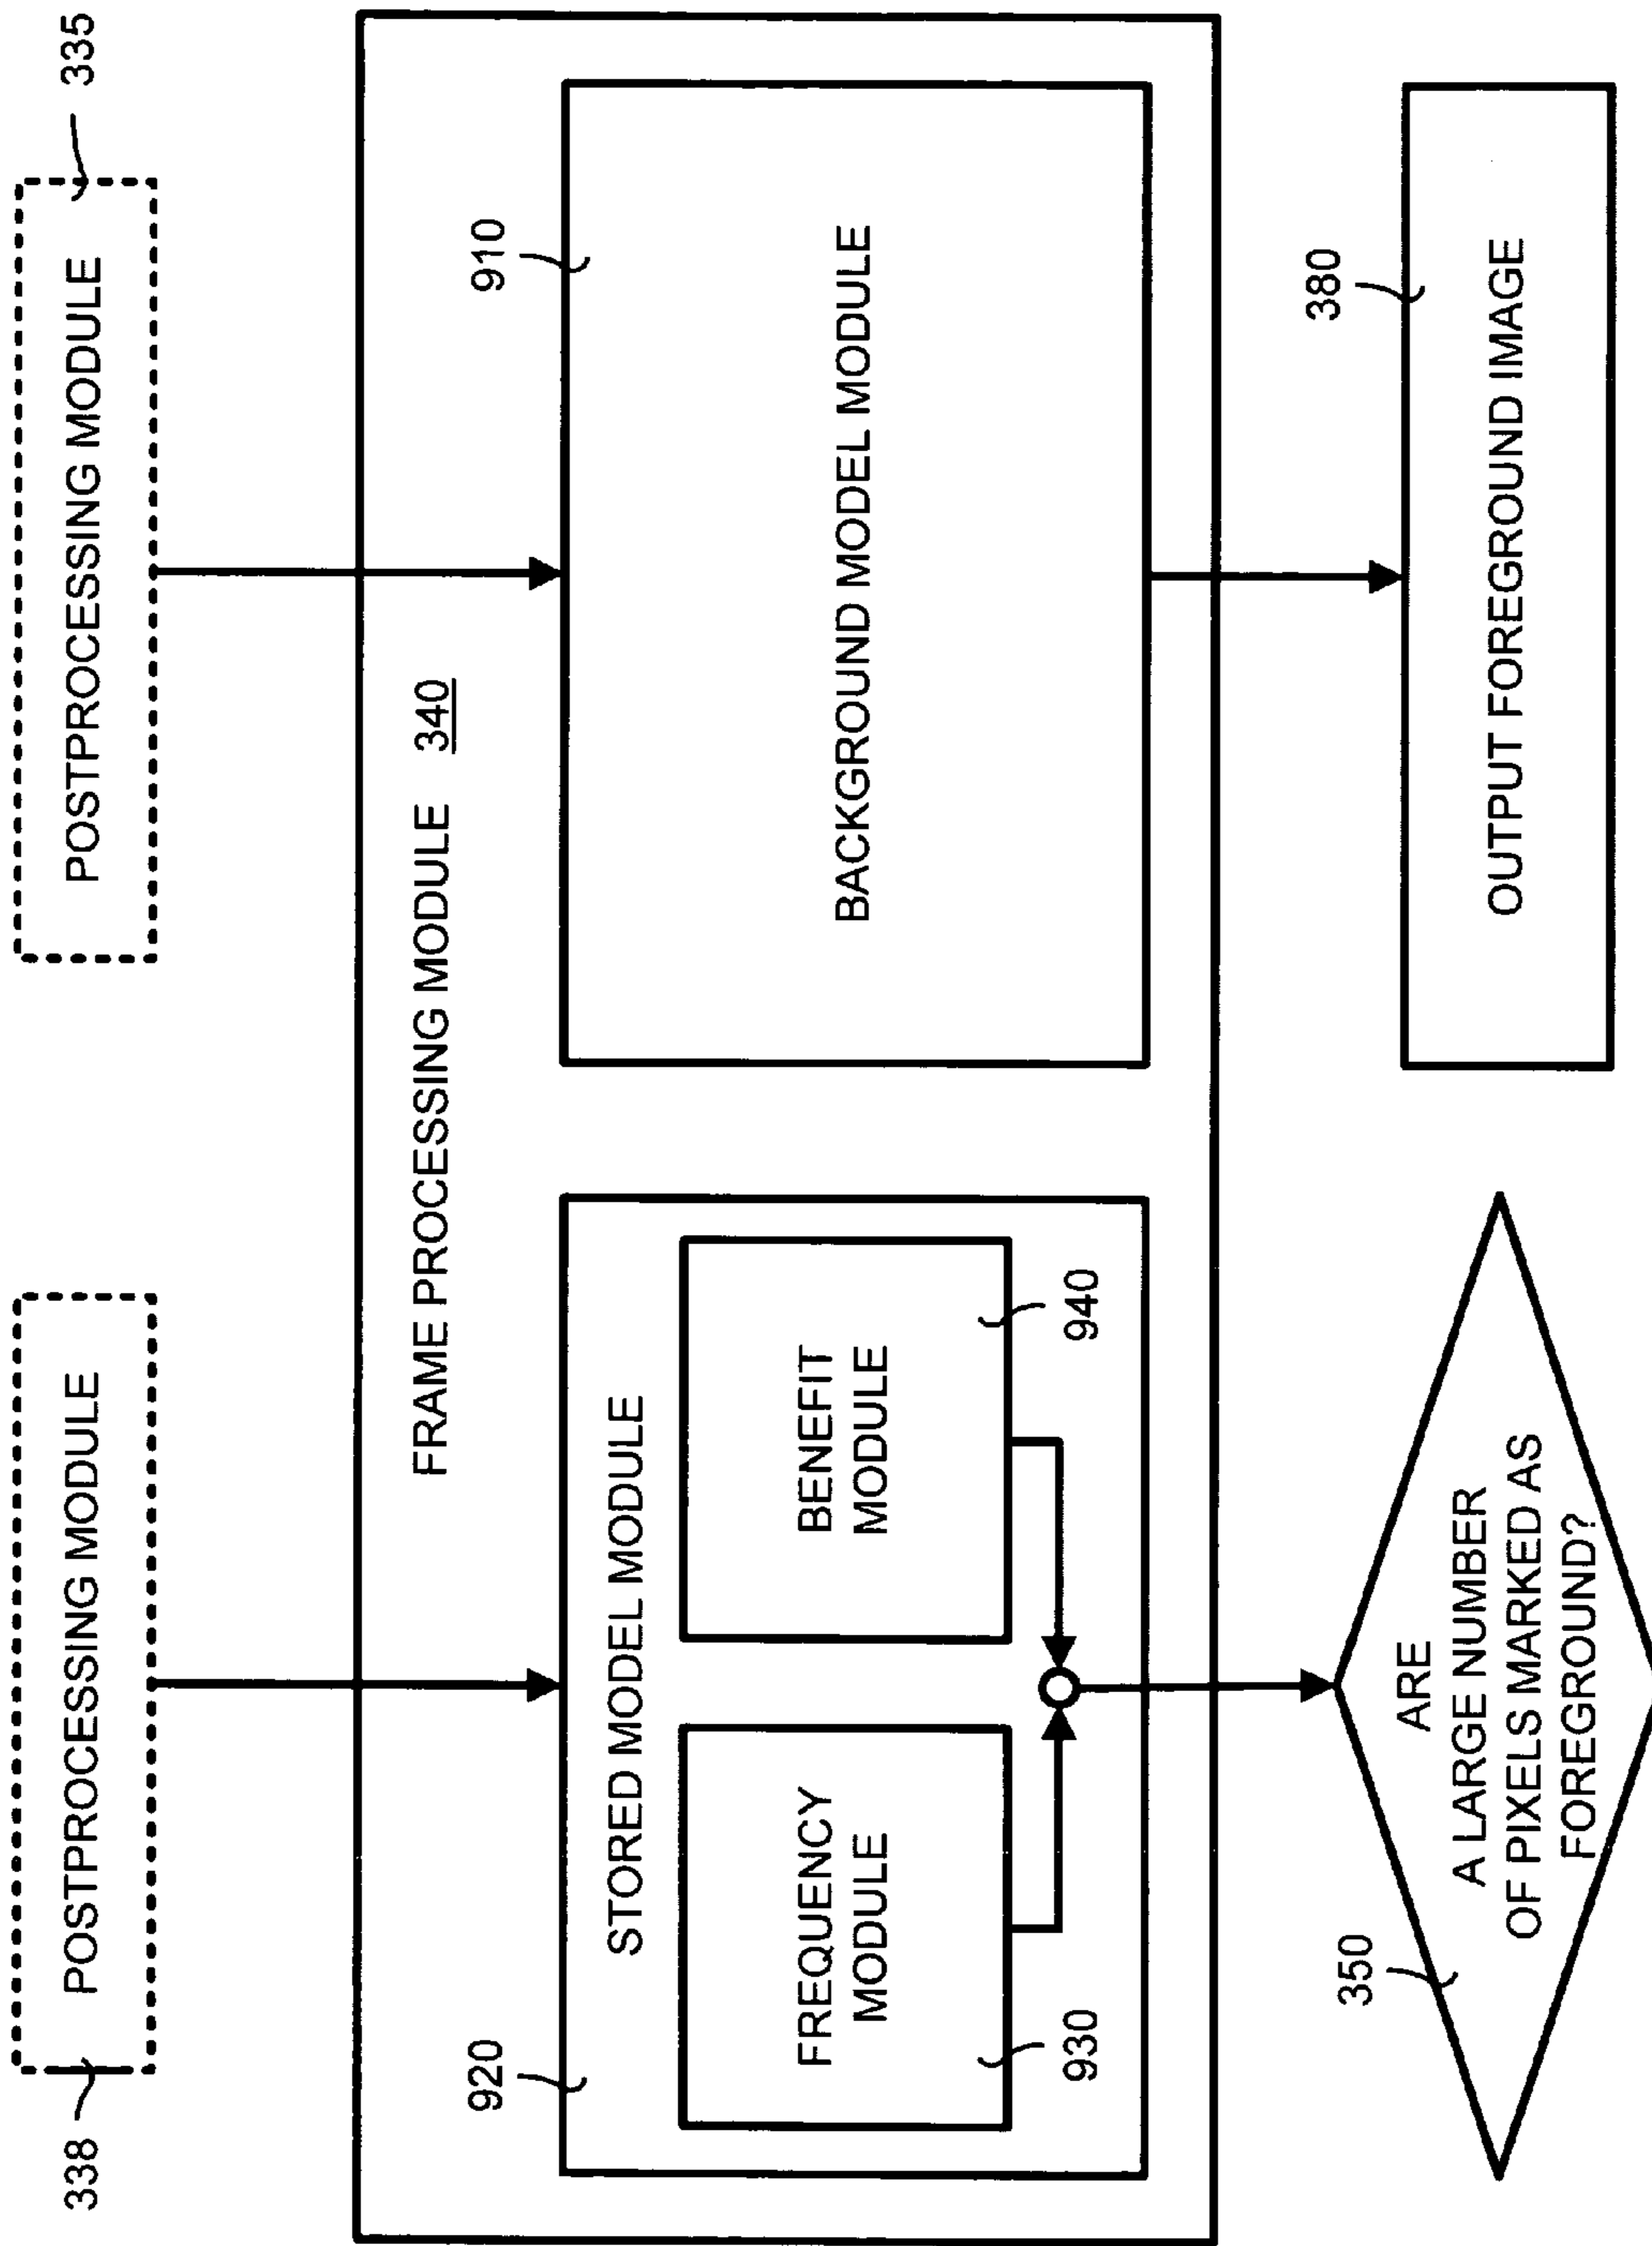 338
POSTPROCESSING MODULE
POSTPROCESSING MODULE
335
FRAME PROCESSING MODULE 340
920
STORED MODEL MODULE
FREQUENCY
MODULE
930
BENEFIT
MODULE
940
910
BACKGROUND MODEL MODULE
350
ARE
A LARGE NUMBER
OF PIXELS MARKED AS
FOREGROUND?
380
OUTPUT FOREGROUND IMAGE